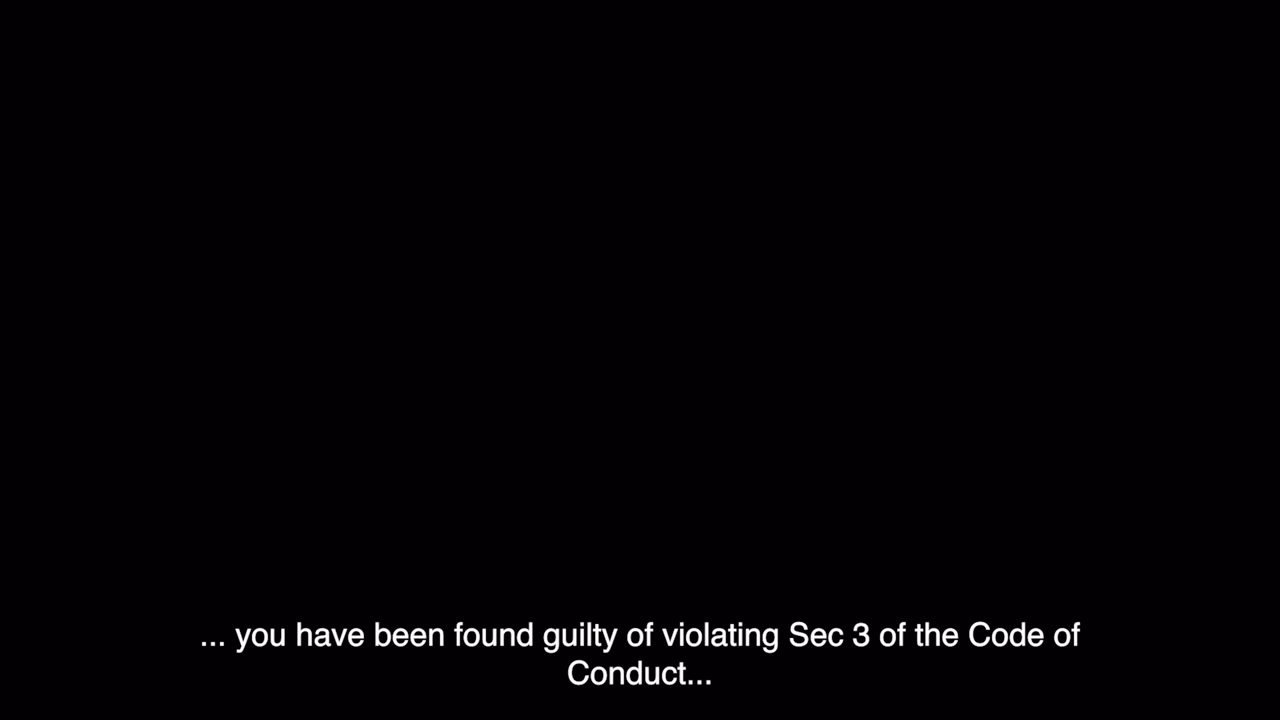 ... you have been found guilty of violating Sec 3 of the Code of
Conduct...